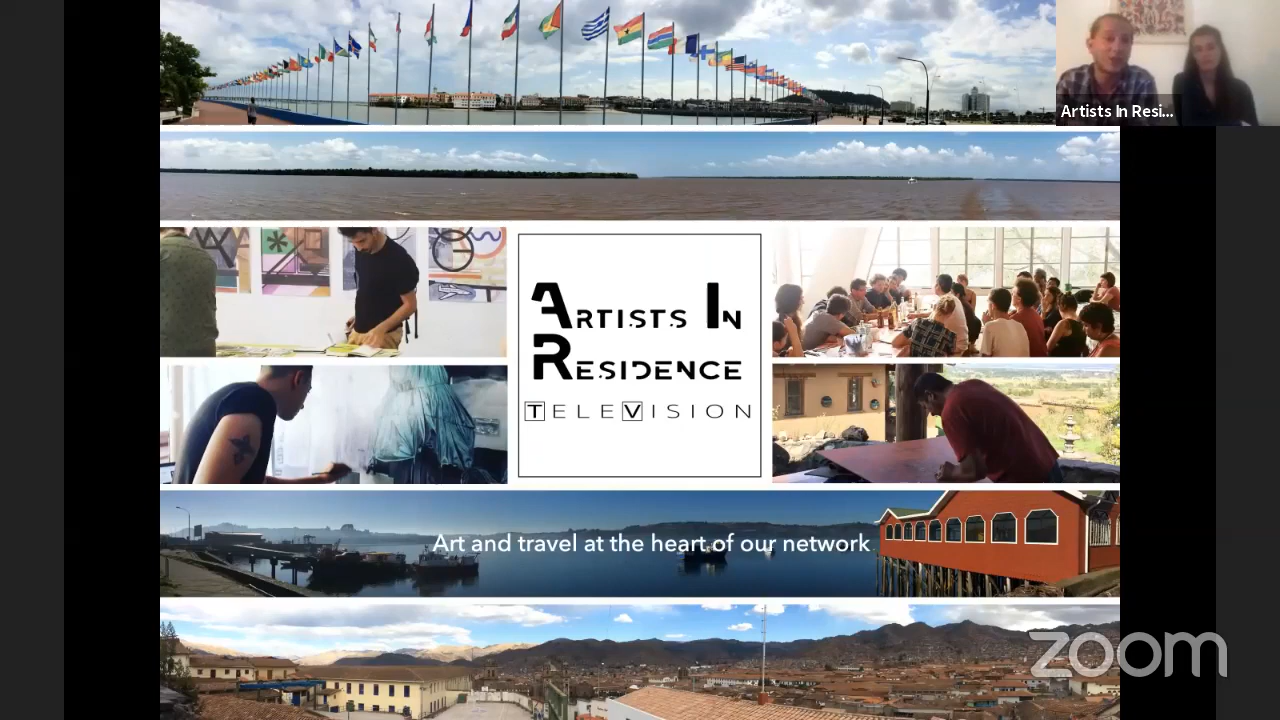 Artists In Resi...
ARTISTS IN
RESIDENCE
TELEVISION
Art and travel at the heart of our network
zoom